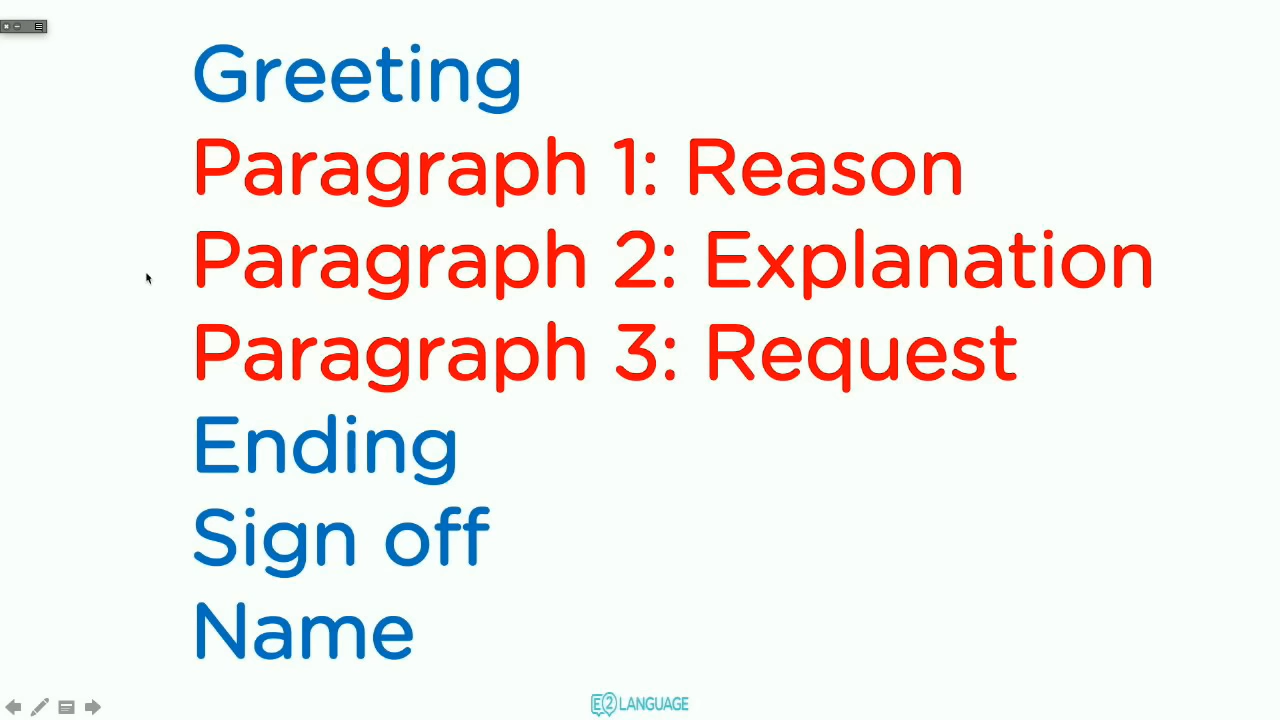 Greeting
Paragraph 1: Reason
Paragraph 2: Explanation
Paragraph 3: Request
Ending
Sign off
Name
E2 LANGUAGE